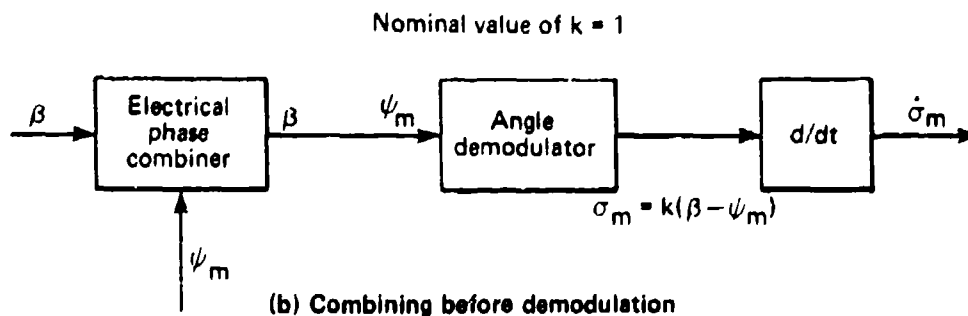 Nominal value of k = 1
β
Electrical
phase
combiner
β
ψm
Angle
demodulator
d/dt
σ̇m
σm = k(β − ψm)
ψm
(b) Combining before demodulation